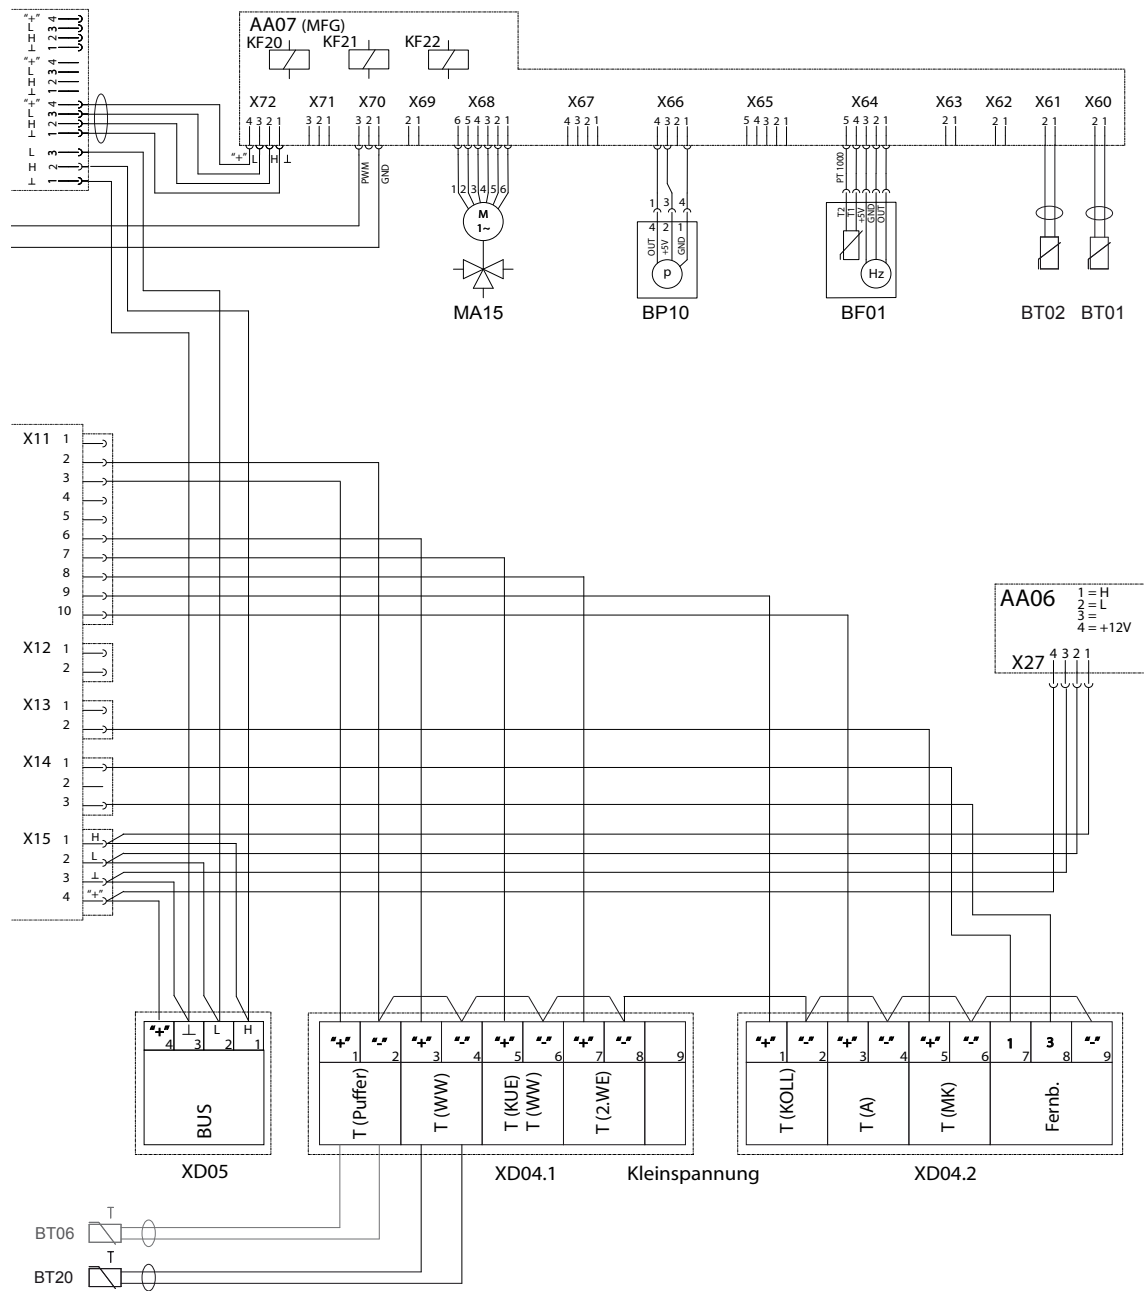 "+" 4
L 3
H 2
⊥ 1
"+" 4
L 3
H 2
⊥ 1
"+" 4
L 3
H 2
⊥ 1
L 3
H 2
⊥ 1
AA07 (MFG)
KF20 KF21 KF22
X72 X71 X70 X69 X68 X67 X66 X65 X64 X63 X62 X61 X60
4 3 2 1 3 2 1 3 2 1 2 1 6 5 4 3 2 1 4 3 2 1 4 3 2 1 5 4 3 2 1 5 4 3 2 1 2 1 2 1 2 1 2 1
"+" L H ⊥
PWM
GND
PT 1000
1 2 3 4 5 6
M
1~
MA15
1 3 4
4 2 1
OUT
+5V
GND
p
BP10
T2
T1
+5V
GND
OUT
Hz
BF01
BT02 BT01
X11 1
2
3
4
5
6
7
8
9
10
X12 1
2
X13 1
2
X14 1
2
3
X15 1 H
2 L
3 ⊥
4 "+"
AA06
1 = H
2 = L
3 =
4 = +12V
X27 4 3 2 1
"+" ⊥ L H
4 3 2 1
BUS
XD05
"+" "-" "+" "-" "+" "-" "+" "-"
1 2 3 4 5 6 7 8 9
T (Puffer)
T (WW)
T (KUE)
T (WW)
T (2.WE)
XD04.1
Kleinspannung
"+" "-" "+" "-" "+" "-" 1 3 "-"
1 2 3 4 5 6 7 8 9
T (KOLL)
T (A)
T (MK)
Fernb.
XD04.2
T
BT06
T
BT20